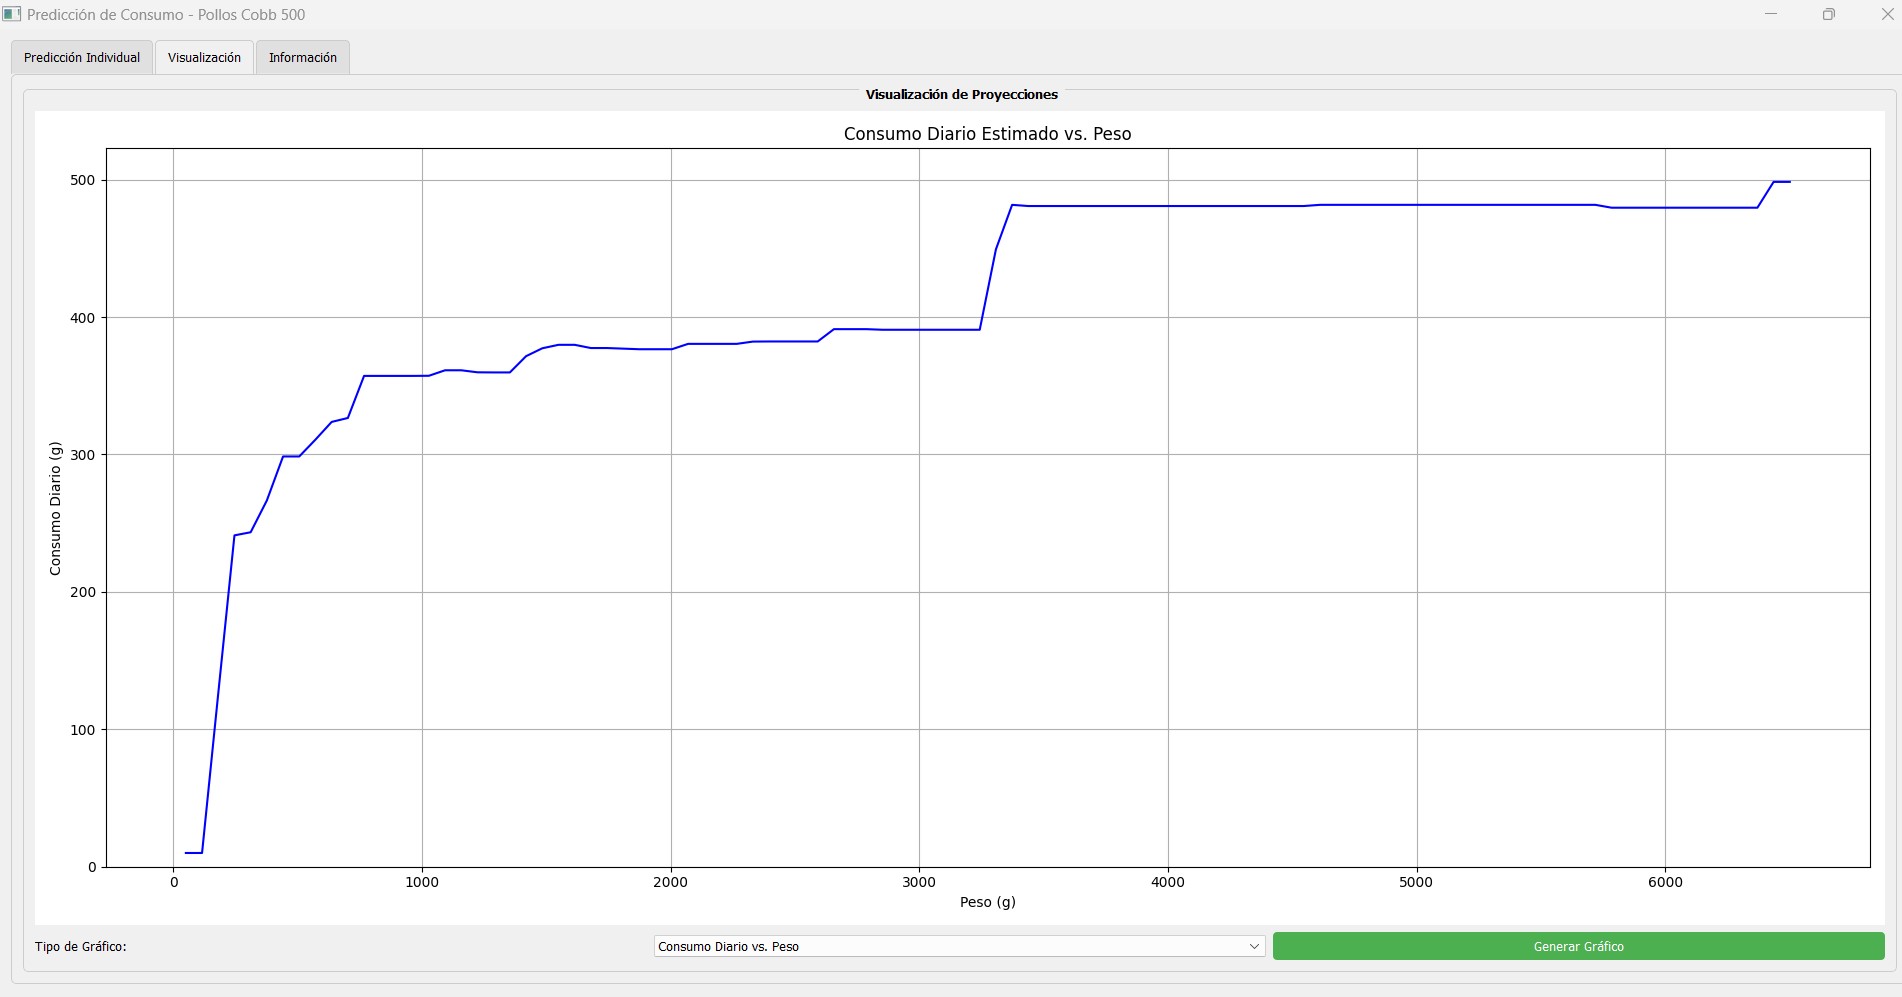 Predicción de Consumo - Pollos Cobb 500
Predicción Individual
Visualización
Información
Visualización de Proyecciones
Consumo Diario Estimado vs. Peso
500
400
300
200
100
0
Consumo Diario (g)
0 1000 2000 3000 4000 5000 6000
Peso (g)
Tipo de Gráfico:
Consumo Diario vs. Peso
Generar Gráfico